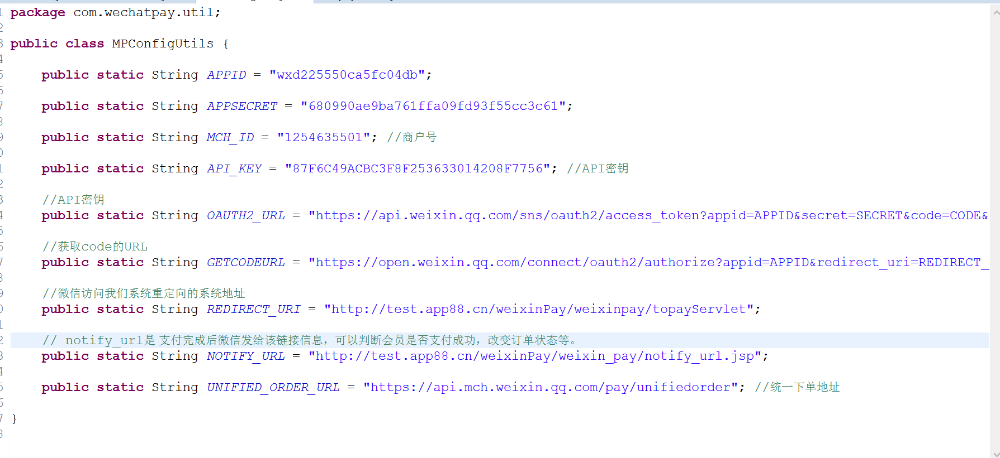 package com.wechatpay.util;
public class MPConfigUtils {
public static String APPID = "wxd225550ca5fc04db";
public static String APPSECRET = "680990ae9ba761ffa09fd93f55cc3c61";
public static String MCH_ID = "1254635501"; //商户号
public static String API_KEY = "87F6C49ACBC3F8F253633014208F7756"; //API密钥
//API密钥
public static String OAUTH2_URL = "https://api.weixin.qq.com/sns/oauth2/access_token?appid=APPID&secret=SECRET&code=CODE&
//获取code的URL
public static String GETCODEURL = "https://open.weixin.qq.com/connect/oauth2/authorize?appid=APPID&redirect_uri=REDIRECT_
//微信访问我们系统重定向的系统地址
public static String REDIRECT_URI = "http://test.app88.cn/weixinPay/weixinpay/topayServlet";
// notify_url是 支付完成后微信发给该链接信息，可以判断会员是否支付成功，改变订单状态等。
public static String NOTIFY_URL = "http://test.app88.cn/weixinPay/weixin_pay/notify_url.jsp";
public static String UNIFIED_ORDER_URL = "https://api.mch.weixin.qq.com/pay/unifiedorder"; //统一下单地址
}